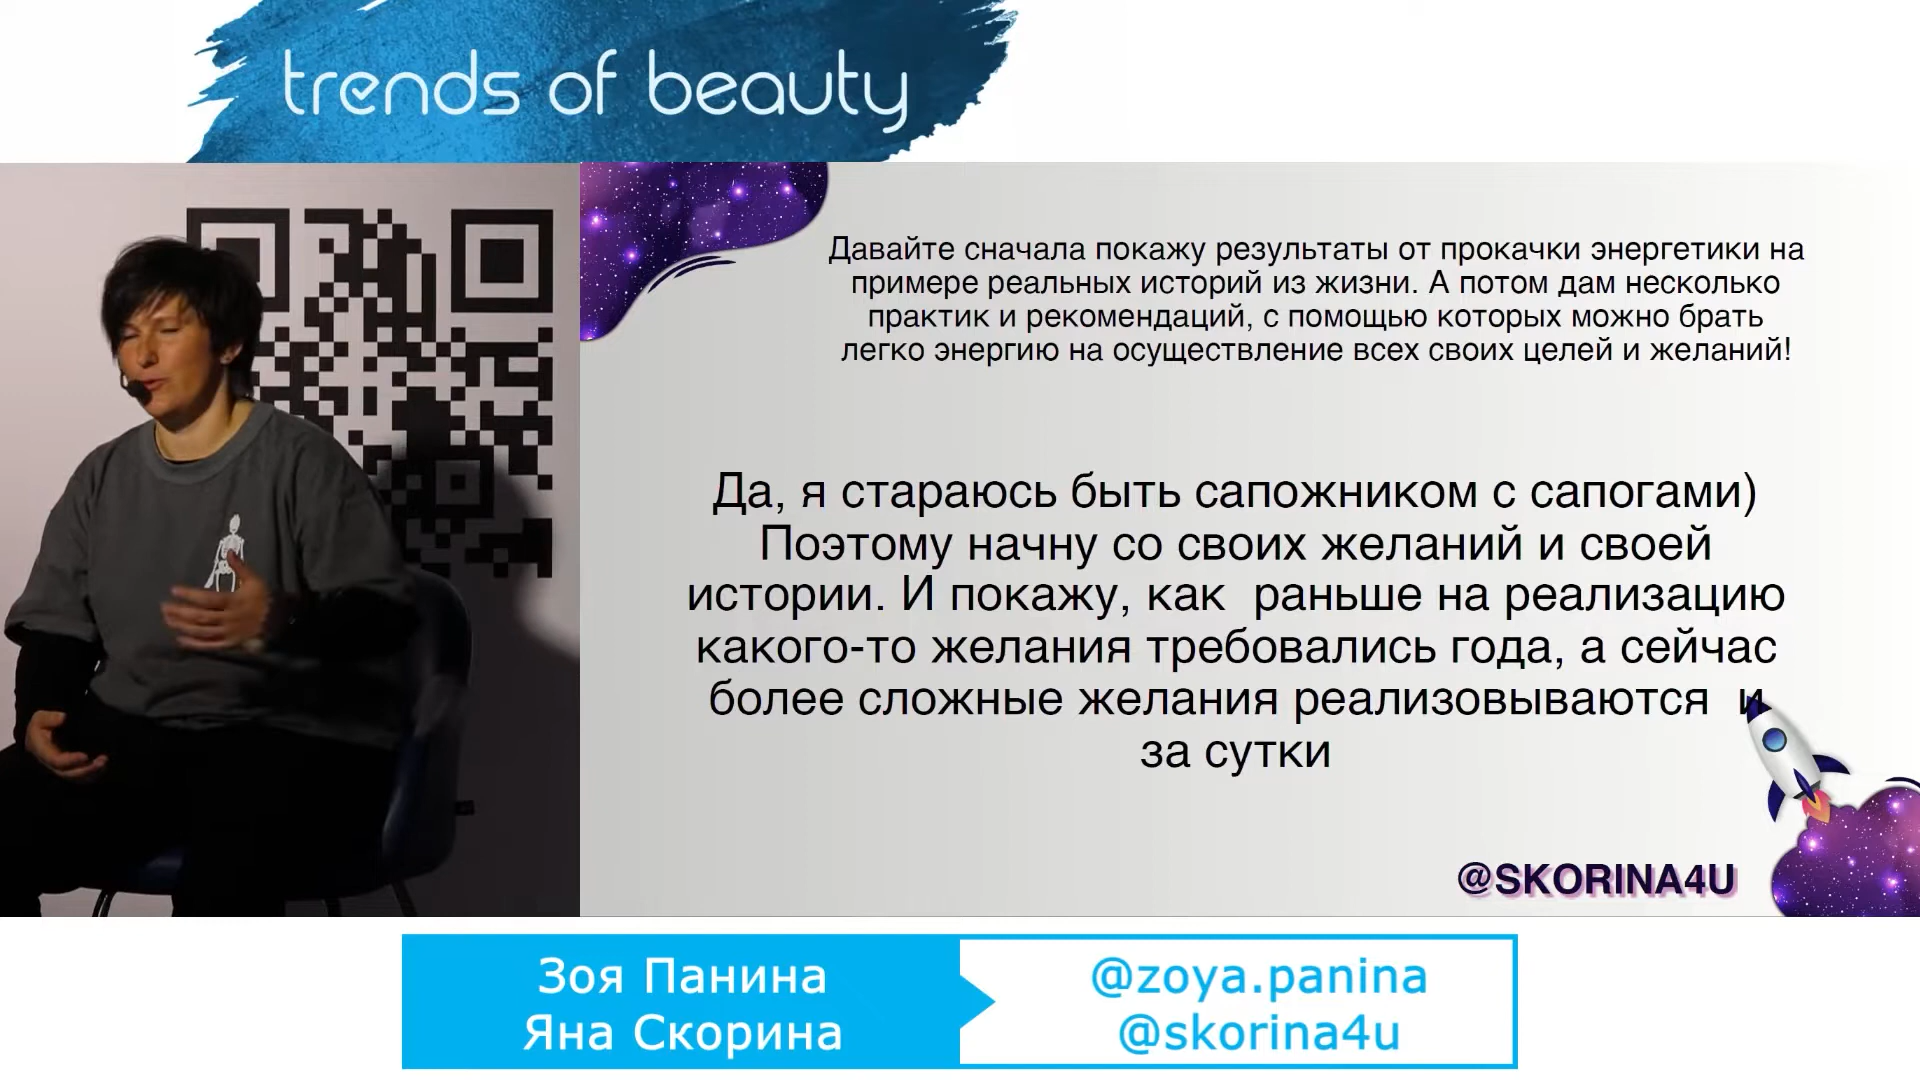 trends of beauty
Давайте сначала покажу результаты от прокачки энергетики на
примере реальных историй из жизни. А потом дам несколько
практик и рекомендаций, с помощью которых можно брать
легко энергию на осуществление всех своих целей и желаний!
Да, я стараюсь быть сапожником с сапогами)
Поэтому начну со своих желаний и своей
истории. И покажу, как  раньше на реализацию
какого-то желания требовались года, а сейчас
более сложные желания реализовываются  и
за сутки
@SKORINA4U
Зоя Панина
Яна Скорина
@zoya.panina
@skorina4u